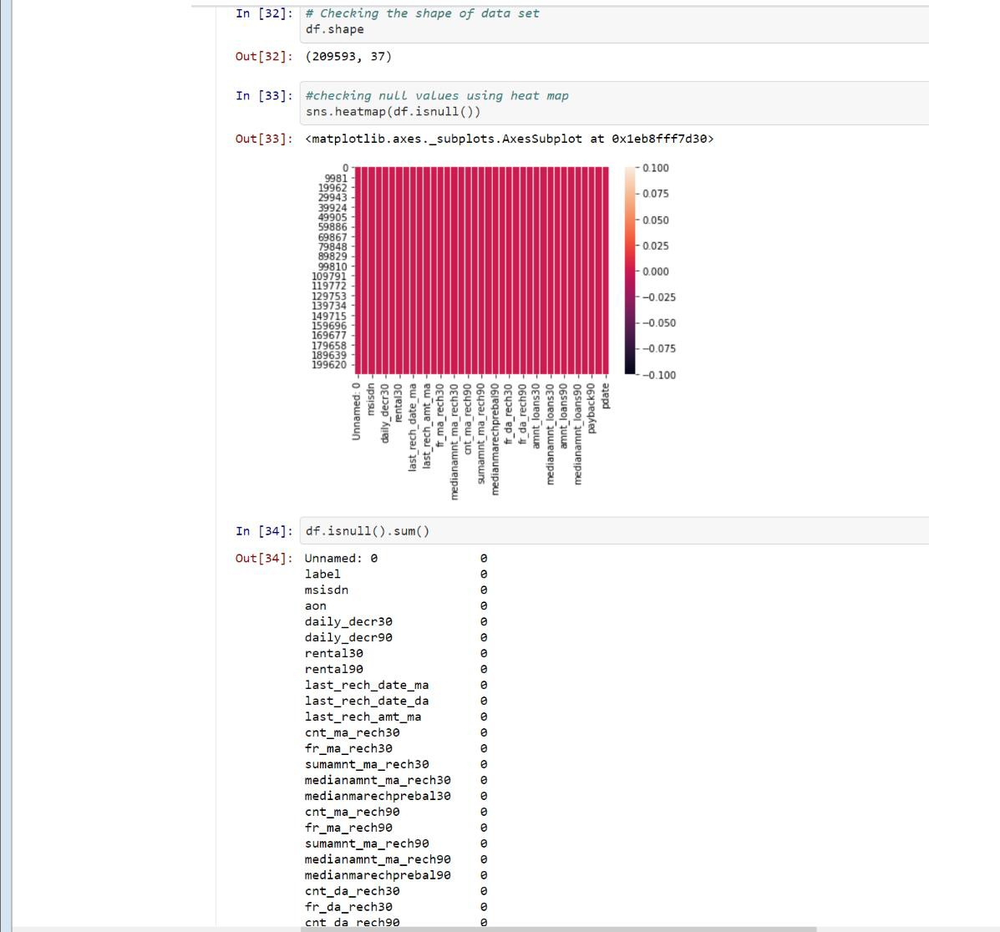 In [32]: # Checking the shape of data set
df.shape
Out[32]: (209593, 37)
In [33]: #checking null values using heat map
sns.heatmap(df.isnull())
Out[33]: <matplotlib.axes._subplots.AxesSubplot at 0x1eb8fff7d30>
0
9981
19962
29943
39924
49905
59886
69867
79848
89829
99810
109791
119772
129753
139734
149715
159696
169677
179658
189639
199620
0.100
0.075
0.050
0.025
0.000
−0.025
−0.050
−0.075
−0.100
Unnamed: 0
msisdn
daily_decr30
rental30
last_rech_date_ma
last_rech_amt_ma
fr_ma_rech30
medianamnt_ma_rech30
cnt_ma_rech90
sumamnt_ma_rech90
medianmarechprebal90
fr_da_rech30
fr_da_rech90
amnt_loans30
medianamnt_loans30
amnt_loans90
medianamnt_loans90
payback90
pdate
In [34]: df.isnull().sum()
Out[34]: Unnamed: 0 0
label 0
msisdn 0
aon 0
daily_decr30 0
daily_decr90 0
rental30 0
rental90 0
last_rech_date_ma 0
last_rech_date_da 0
last_rech_amt_ma 0
cnt_ma_rech30 0
fr_ma_rech30 0
sumamnt_ma_rech30 0
medianamnt_ma_rech30 0
medianmarechprebal30 0
cnt_ma_rech90 0
fr_ma_rech90 0
sumamnt_ma_rech90 0
medianamnt_ma_rech90 0
medianmarechprebal90 0
cnt_da_rech30 0
fr_da_rech30 0
cnt_da_rech90 0